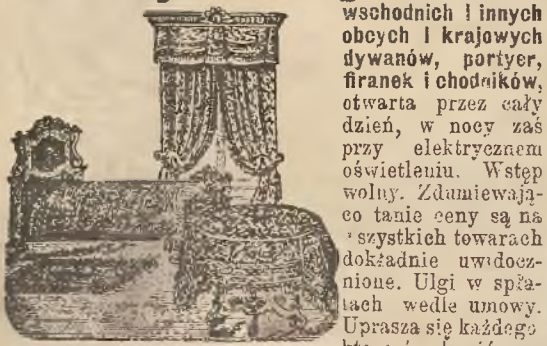 wschodnich i innych
obcych i krajowych
dywanów, portyer,
firanek i chodników,
otwarta przez cały
dzień, w nocy zaś
przy elektrycznem
oświetleniu. Wstęp
wolny. Zdumiewają-
co tanie ceny są na
szystkich towarach
dokładnie uwidocz-
nione. Ulgi w spła-
tach wedle umowy.
Uprasza się każdego